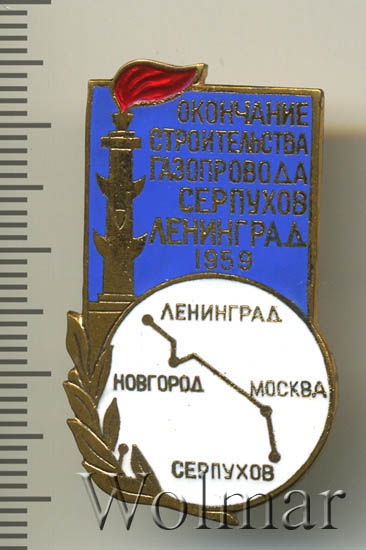 ОКОНЧАНИЕ
СТРОИТЕЛЬСТВА
ГАЗОПРОВОДА
СЕРПУХОВ
ЛЕНИНГРАД
1959
ЛЕНИНГРАД
НОВГОРОД
МОСКВА
СЕРПУХОВ
Wolmar